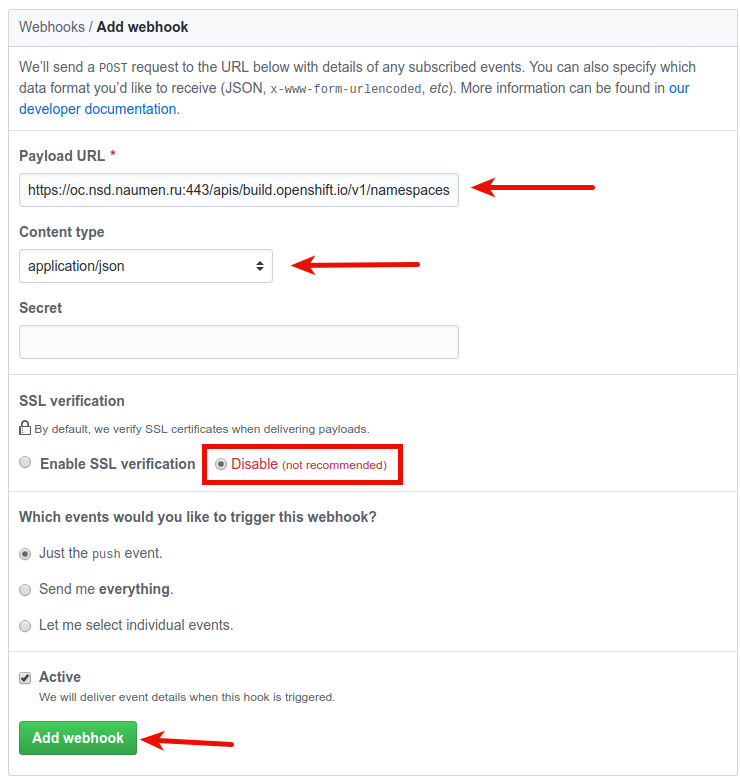 Webhooks / Add webhook
We’ll send a POST request to the URL below with details of any subscribed events. You can also specify which
data format you’d like to receive (JSON, x-www-form-urlencoded, etc). More information can be found in our
developer documentation.
Payload URL *
https://oc.nsd.naumen.ru:443/apis/build.openshift.io/v1/namespaces
Content type
application/json
Secret
SSL verification
By default, we verify SSL certificates when delivering payloads.
Enable SSL verification Disable (not recommended)
Which events would you like to trigger this webhook?
Just the push event.
Send me everything.
Let me select individual events.
Active
We will deliver event details when this hook is triggered.
Add webhook